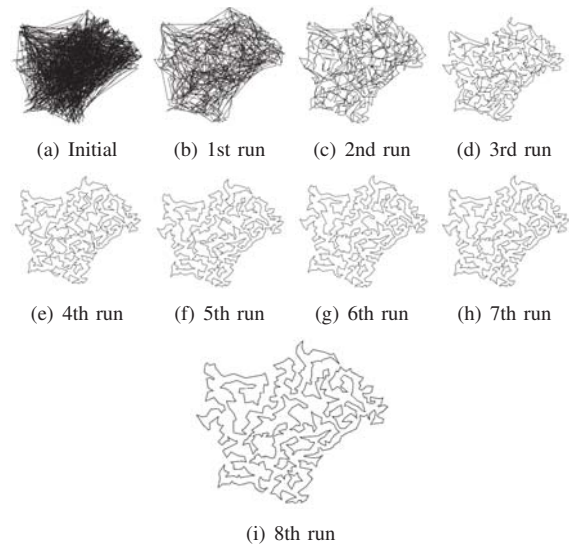 (a) Initial (b) 1st run (c) 2nd run (d) 3rd run
(e) 4th run (f) 5th run (g) 6th run (h) 7th run
(i) 8th run